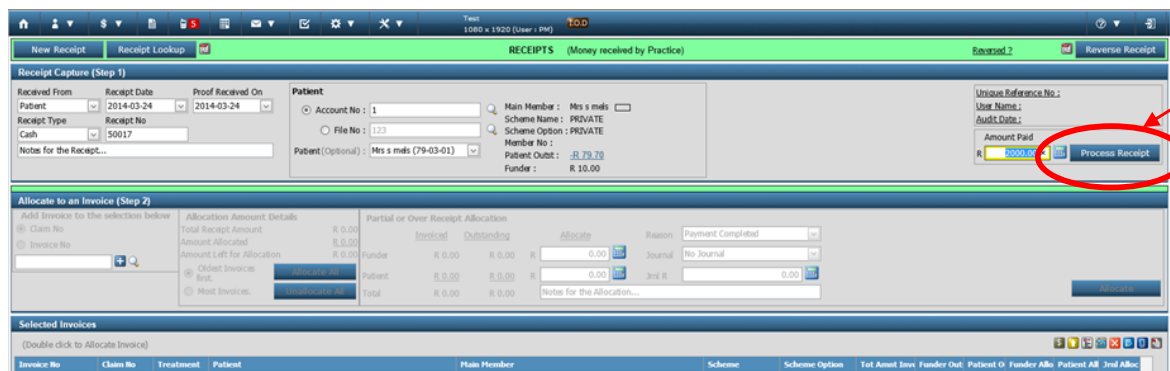 $ 5 Test T.O.D
1080 x 1920 (User : PM)
New Receipt Receipt Lookup RECEIPTS (Money received by Practice) Reversed ? Reverse Receipt
Receipt Capture (Step 1)
Received From Receipt Date Proof Received On Patient Unique Reference No :
Patient 2014-03-24 2014-03-24 Account No : 1 Main Member : Mrs s mels User Name :
Receipt Type Receipt No Scheme Name : PRIVATE Audit Date :
Cash 50017 File No : 123 Scheme Option : PRIVATE Amount Paid
Notes for the Receipt... Patient (Optional) : Mrs s mels (79-03-01) Member No : R 2000.00 Process Receipt
Patient Outst : -R 79.70
Funder : R 10.00
Allocate to an Invoice (Step 2)
Add Invoice to the selection below Allocation Amount Details Partial or Over Receipt Allocation
Claim No Total Receipt Amount R 0.00 Invoiced Outstanding Allocate Reason Payment Completed
Invoice No Amount Allocated R 0.00
Amount Left for Allocation R 0.00 Funder R 0.00 R 0.00 R 0.00 Journal No Journal
Oldest Invoices first. Allocate All Patient R 0.00 R 0.00 R 0.00 Jrnl R 0.00
Most Invoices. Unallocate All Total R 0.00 R 0.00 Notes for the Allocation... Allocate
Selected Invoices
(Double click to Allocate Invoice)
Invoice No Claim No Treatment Patient Main Member Scheme Scheme Option Tot Amnt Inv Funder Out Patient O Funder Allo Patient All Jrnl Alloc